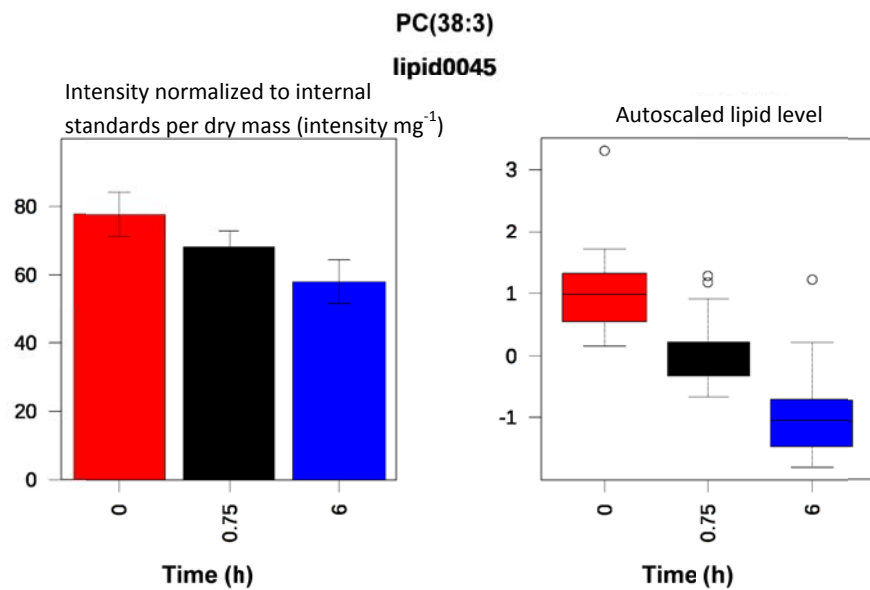 PC(38:3)
lipid0045
Intensity normalized to internal
standards per dry mass (intensity mg⁻¹)
80
60
40
20
0
0
0.75
6
Time (h)
Autoscaled lipid level
3
2
1
0
-1
0
0.75
6
Time (h)